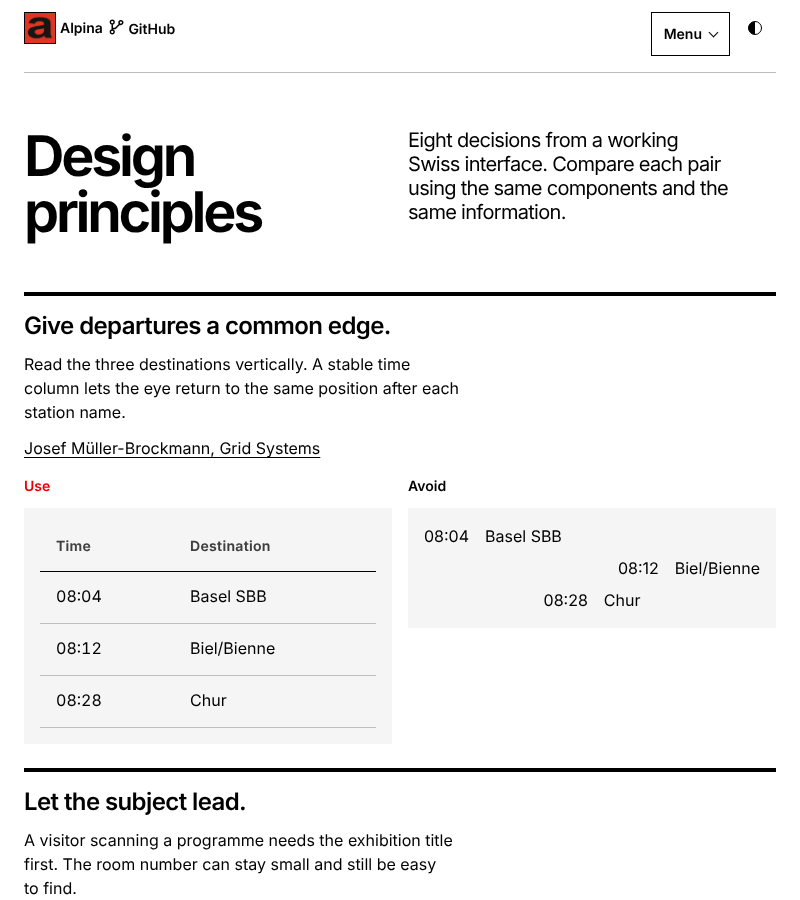 a Alpina GitHub
Menu
Design
principles
Eight decisions from a working
Swiss interface. Compare each pair
using the same components and the
same information.
Give departures a common edge.
Read the three destinations vertically. A stable time
column lets the eye return to the same position after each
station name.
Josef Müller-Brockmann, Grid Systems
Use
Time Destination
08:04 Basel SBB
08:12 Biel/Bienne
08:28 Chur
Avoid
08:04 Basel SBB
08:12 Biel/Bienne
08:28 Chur
Let the subject lead.
A visitor scanning a programme needs the exhibition title
first. The room number can stay small and still be easy
to find.